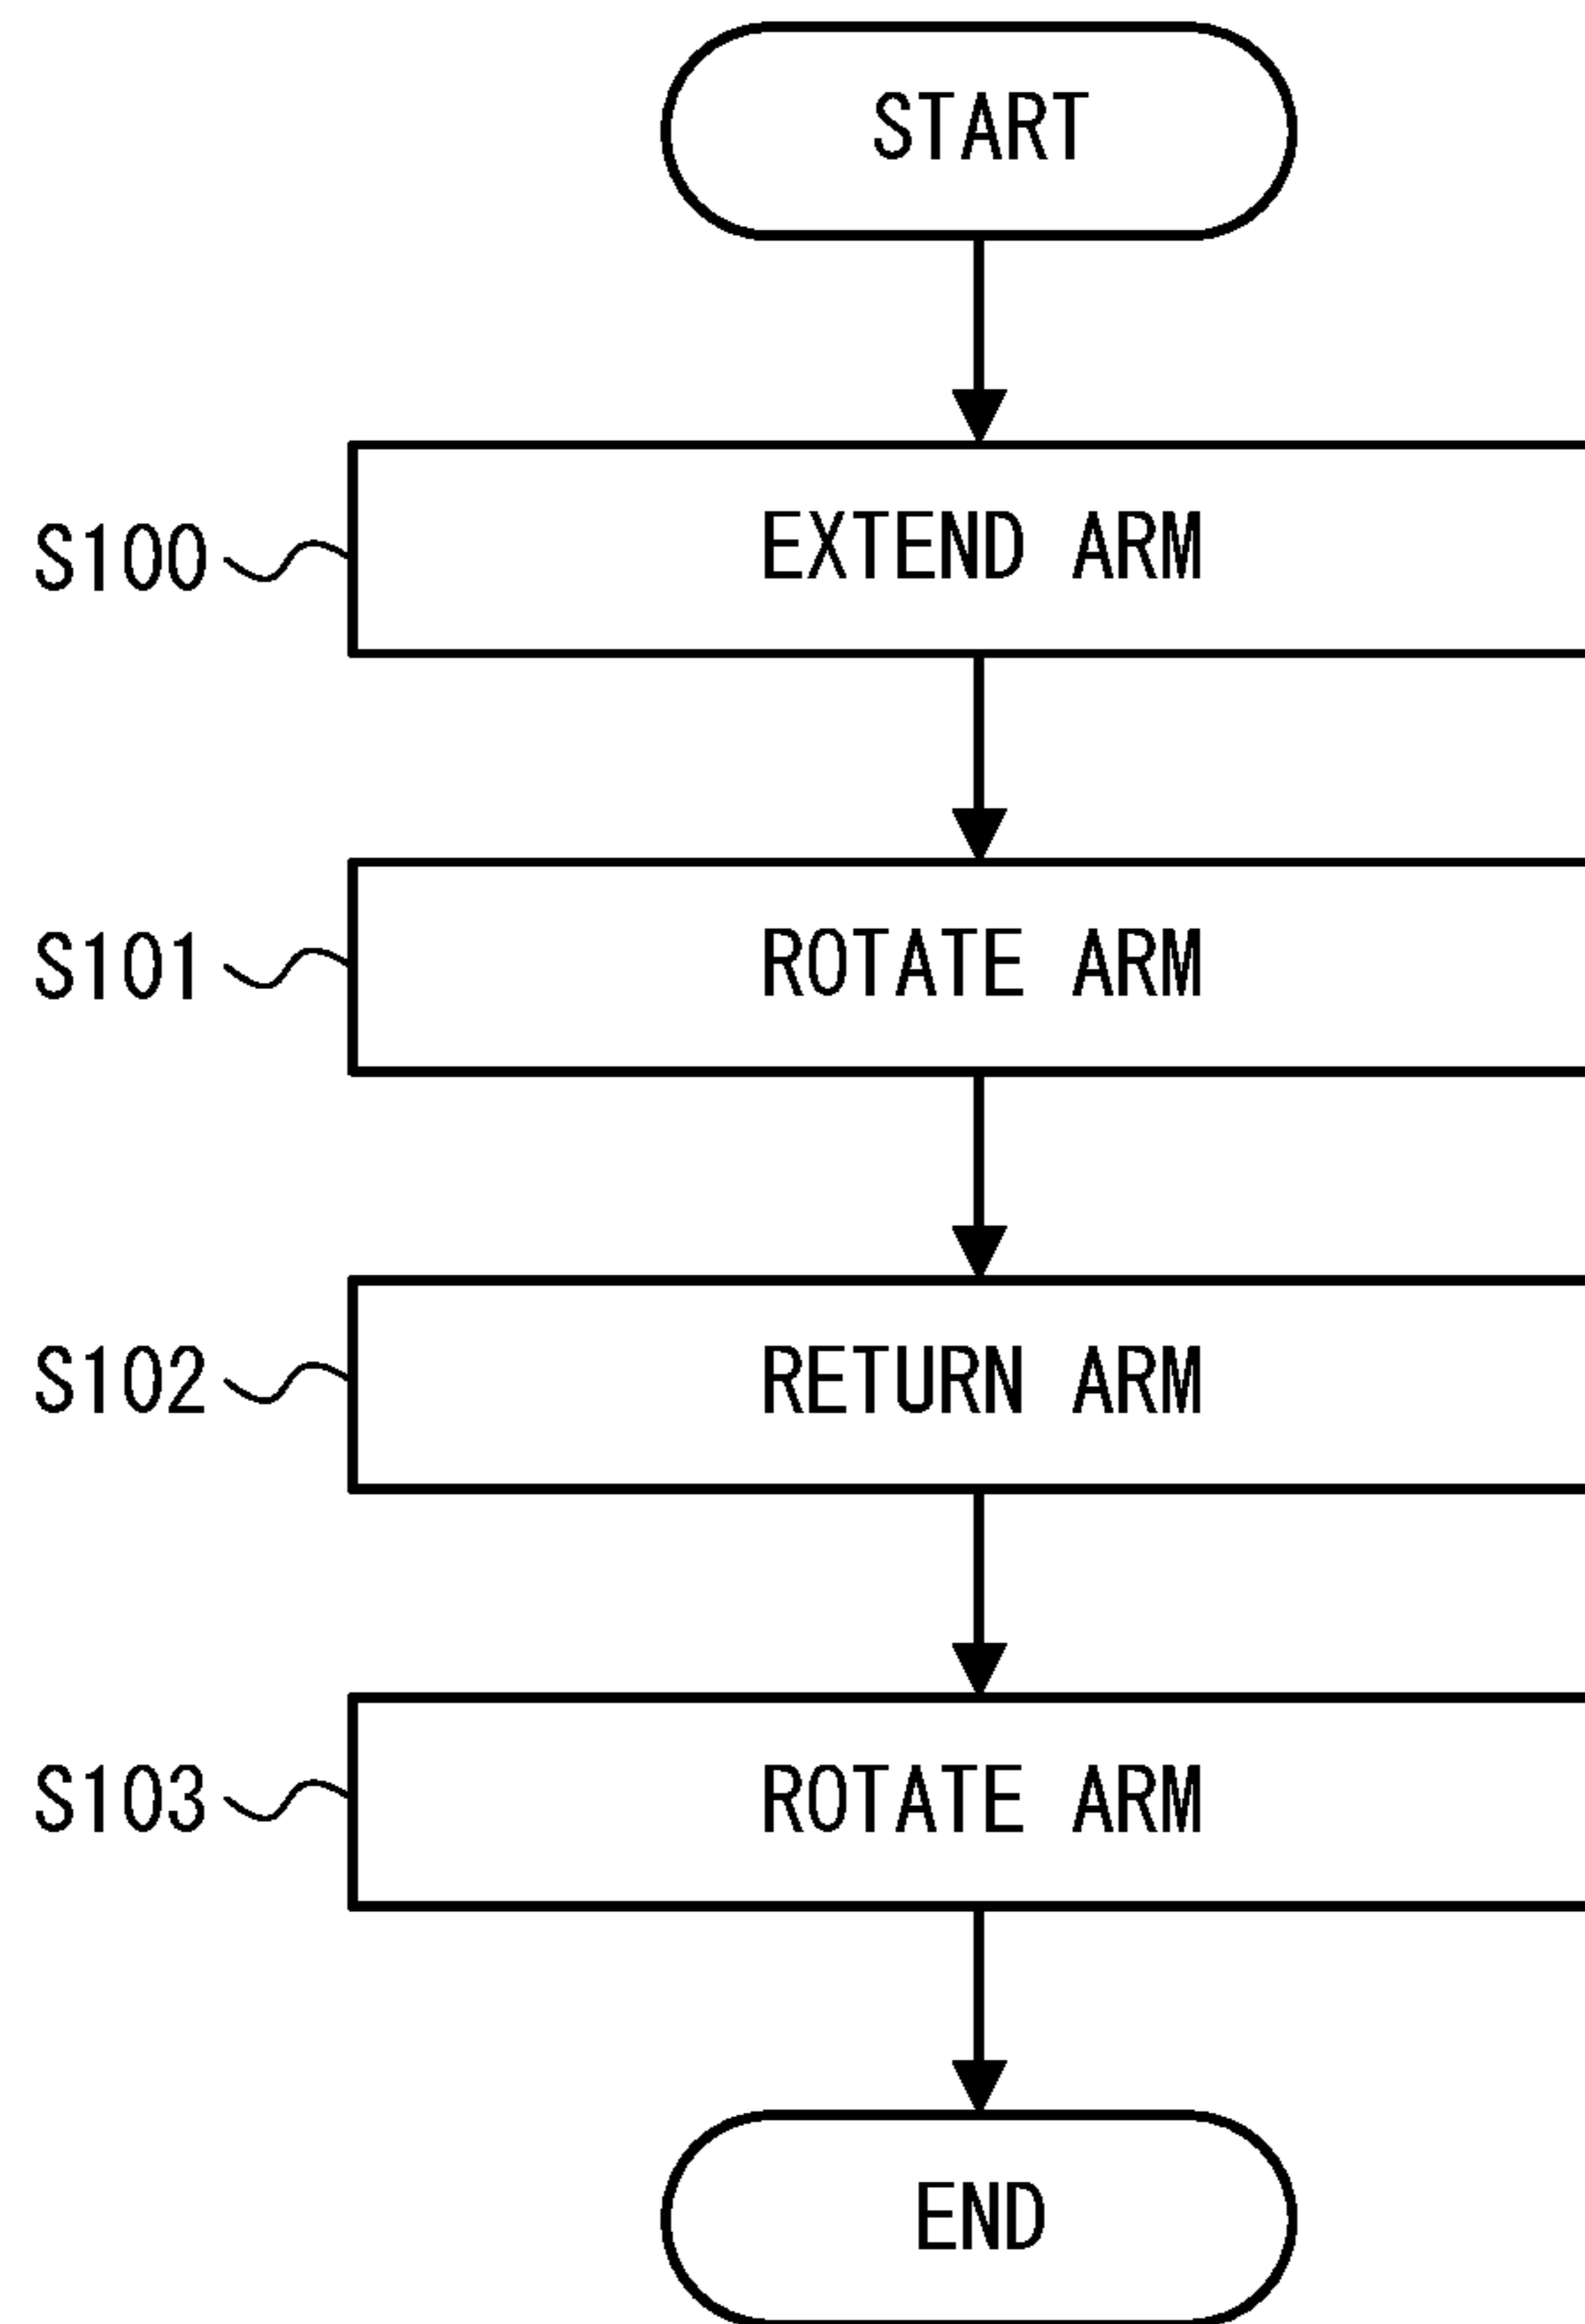 START
S100 EXTEND ARM
S101 ROTATE ARM
S102 RETURN ARM
S103 ROTATE ARM
END